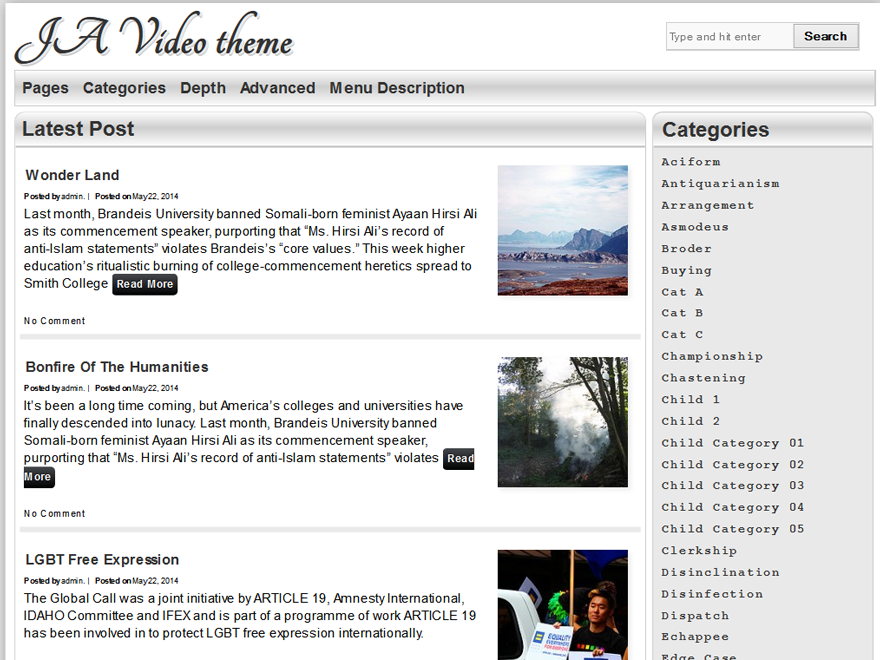 JA Video theme
Type and hit enter
Search
Pages Categories Depth Advanced Menu Description
Latest Post
Wonder Land
Posted by admin. | Posted on May 22, 2014
Last month, Brandeis University banned Somali-born feminist Ayaan Hirsi Ali
as its commencement speaker, purporting that “Ms. Hirsi Ali’s record of
anti-Islam statements” violates Brandeis’s “core values.” This week higher
education’s ritualistic burning of college-commencement heretics spread to
Smith College Read More
No Comment
Bonfire Of The Humanities
Posted by admin. | Posted on May 22, 2014
It’s been a long time coming, but America’s colleges and universities have
finally descended into lunacy. Last month, Brandeis University banned
Somali-born feminist Ayaan Hirsi Ali as its commencement speaker,
purporting that “Ms. Hirsi Ali’s record of anti-Islam statements” violates Read
More
No Comment
LGBT Free Expression
Posted by admin. | Posted on May 22, 2014
The Global Call was a joint initiative by ARTICLE 19, Amnesty International,
IDAHO Committee and IFEX and is part of a programme of work ARTICLE 19
has been involved in to protect LGBT free expression internationally.
EQUALITY
Categories
Aciform
Antiquarianism
Arrangement
Asmodeus
Broder
Buying
Cat A
Cat B
Cat C
Championship
Chastening
Child 1
Child 2
Child Category 01
Child Category 02
Child Category 03
Child Category 04
Child Category 05
Clerkship
Disinclination
Disinfection
Dispatch
Echappee
Edge Case